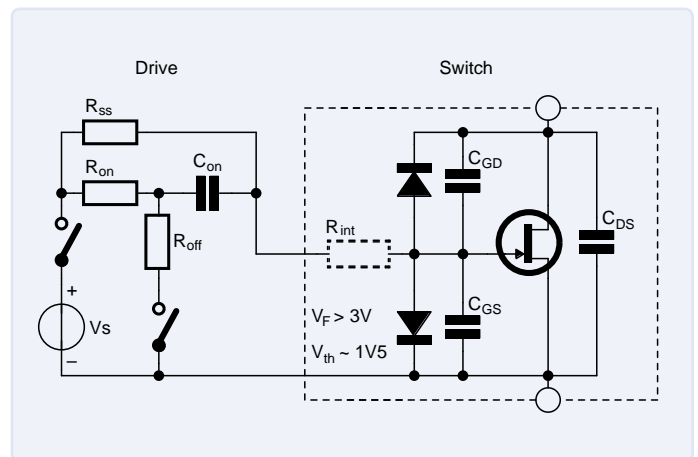 Drive
Switch
Rss
Ron
Con
Roff
+
Vs
–
Rint
VF > 3V
Vth ~ 1V5
CGD
CGS
CDS